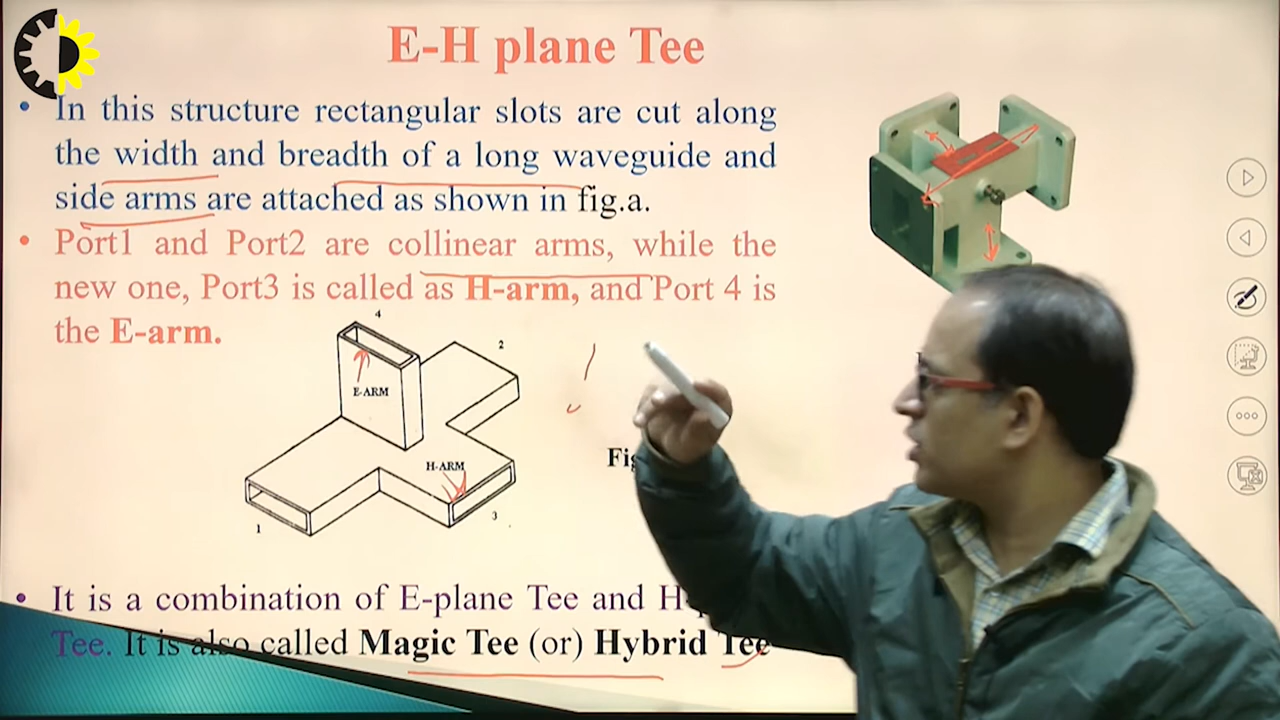 E-H plane Tee
• In this structure rectangular slots are cut along
the width and breadth of a long waveguide and
side arms are attached as shown in fig.a.
• Port1 and Port2 are collinear arms, while the
new one, Port3 is called as H-arm, and Port 4 is
the E-arm.
4
2
E-ARM
H-ARM
1
3
• It is a combination of E-plane Tee and
Tee. It is also called Magic Tee (or) Hybrid Tee